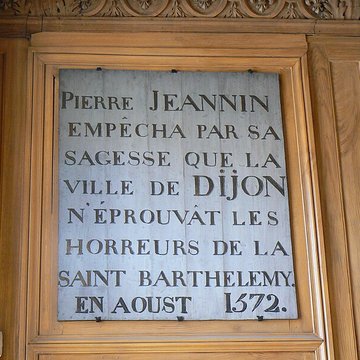 PIERRE JEANNIN
EMPÊCHA PAR SA
SAGESSE QUE LA
VILLE DE DIJON
N'ÉPROUVÂT LES
HORREURS DE LA
SAINT BARTHELEMY.
EN AOUST 1572.